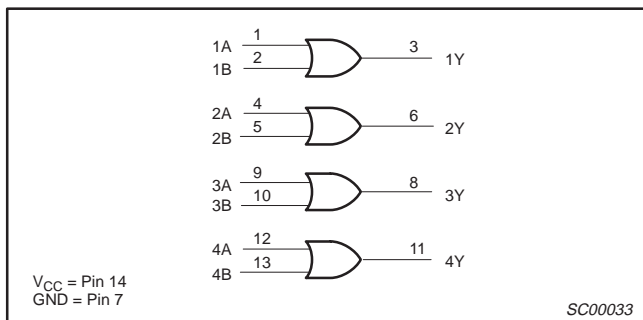 1A 1
1B 2
3 1Y
2A 4
2B 5
6 2Y
3A 9
3B 10
8 3Y
4A 12
4B 13
11 4Y
VCC = Pin 14
GND = Pin 7
SC00033